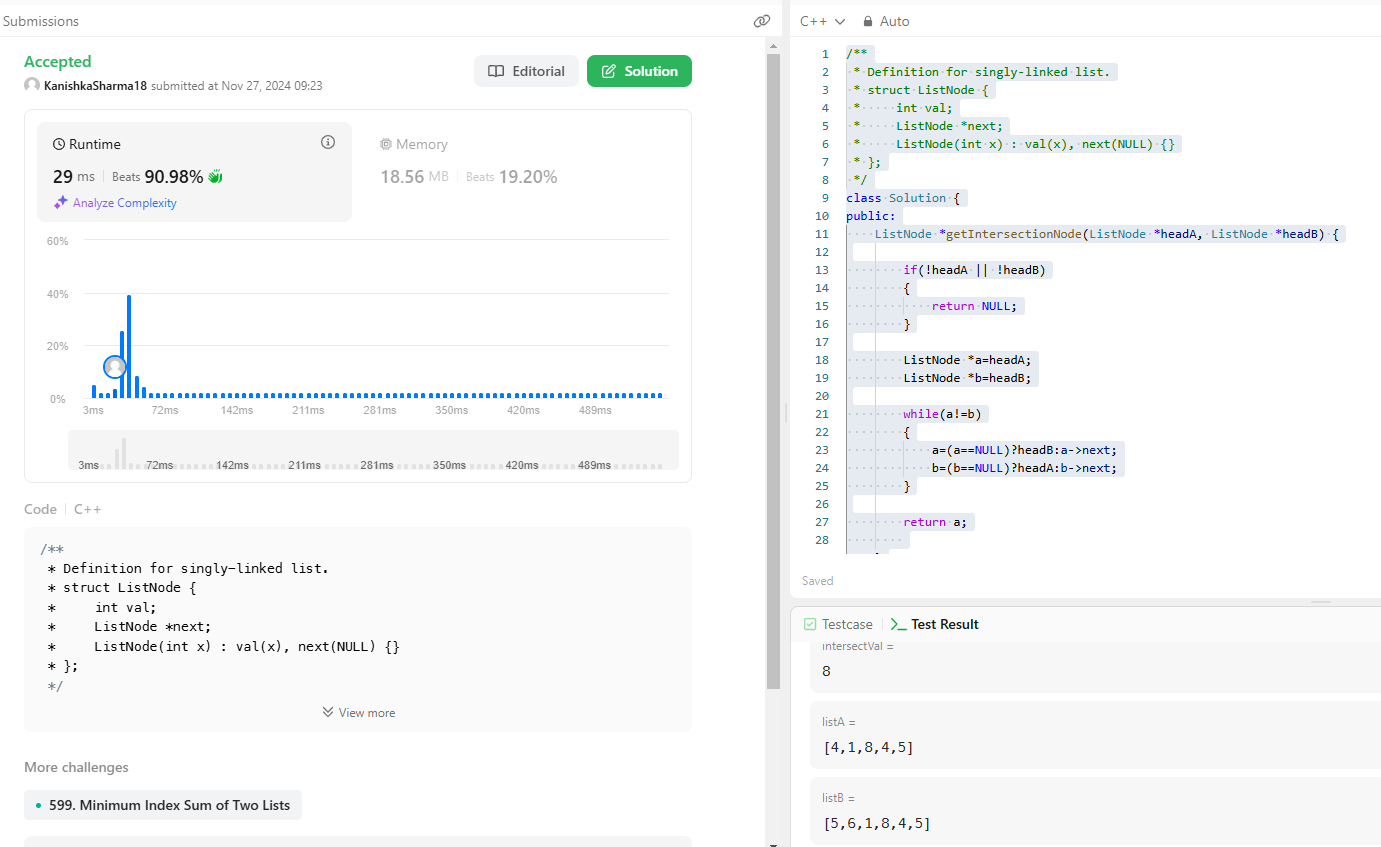 Submissions
Accepted
Editorial
Solution
KanishkaSharma18 submitted at Nov 27, 2024 09:23
Runtime
29 ms | Beats 90.98%
Analyze Complexity
Memory
18.56 MB | Beats 19.20%
60%
40%
20%
0%
3ms 72ms 142ms 211ms 281ms 350ms 420ms 489ms
3ms 72ms 142ms 211ms 281ms 350ms 420ms 489ms
Code | C++
/**
 * Definition for singly-linked list.
 * struct ListNode {
 *     int val;
 *     ListNode *next;
 *     ListNode(int x) : val(x), next(NULL) {}
 * };
 */
View more
More challenges
599. Minimum Index Sum of Two Lists
C++ Auto
1 /**
2  * Definition for singly-linked list.
3  * struct ListNode {
4  *     int val;
5  *     ListNode *next;
6  *     ListNode(int x) : val(x), next(NULL) {}
7  * };
8  */
9 class Solution {
10 public:
11     ListNode *getIntersectionNode(ListNode *headA, ListNode *headB) {
12
13         if(!headA || !headB)
14         {
15             return NULL;
16         }
17
18         ListNode *a=headA;
19         ListNode *b=headB;
20
21         while(a!=b)
22         {
23             a=(a==NULL)?headB:a->next;
24             b=(b==NULL)?headA:b->next;
25         }
26
27         return a;
28
Saved
Testcase | Test Result
intersectVal =
8
listA =
[4,1,8,4,5]
listB =
[5,6,1,8,4,5]